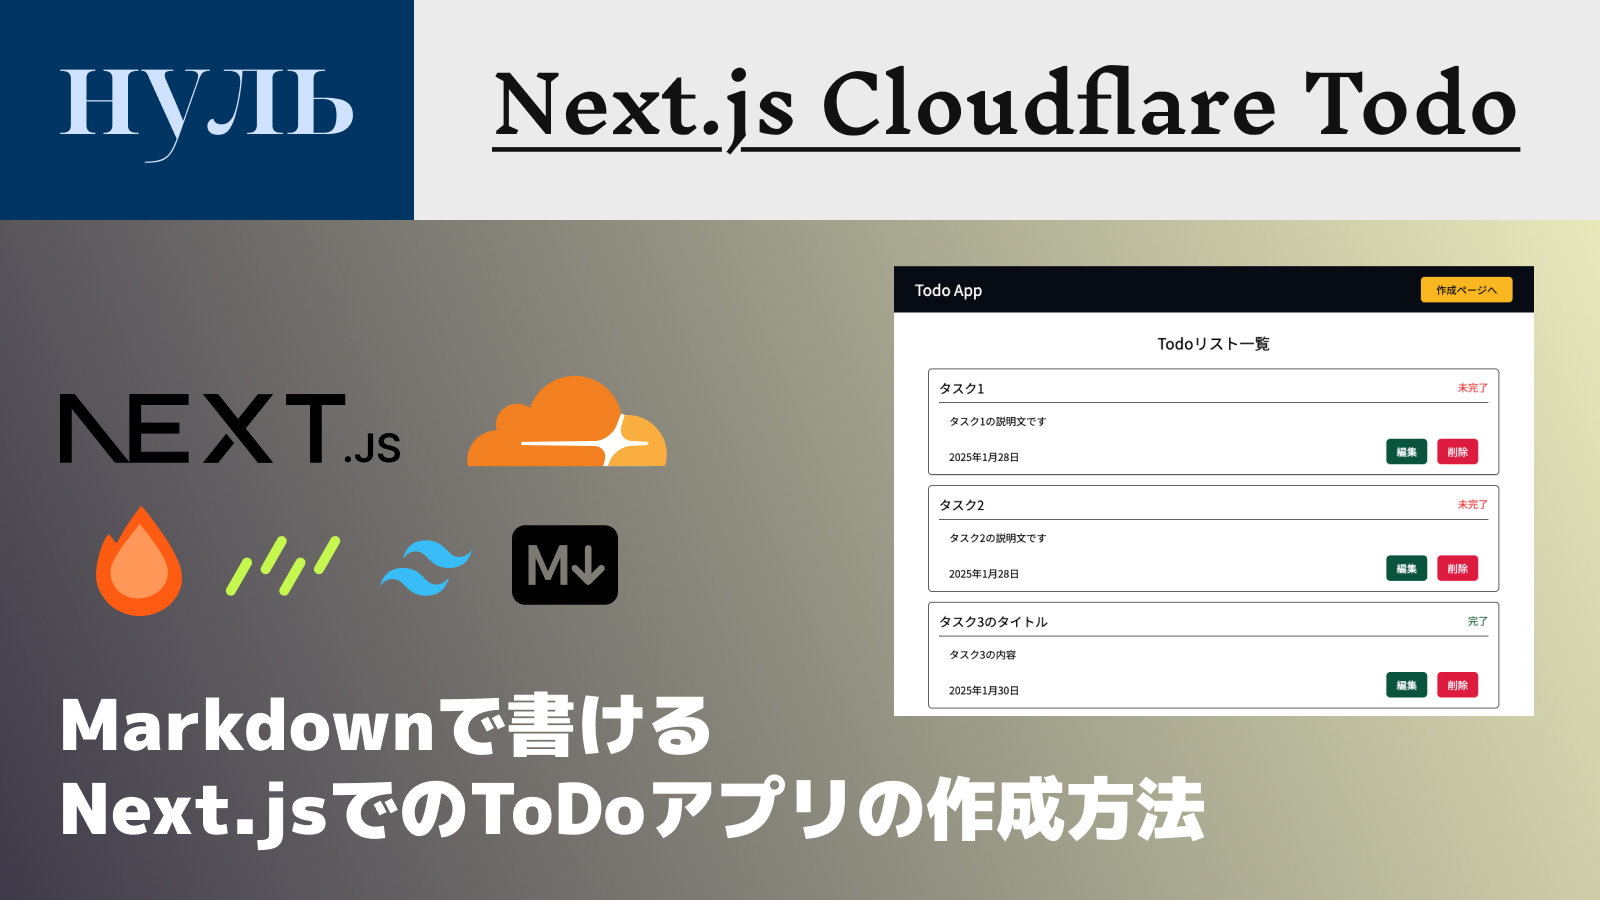 нуль
Next.js Cloudflare Todo
NEXT.JS
M
Todo App
作成ページへ
Todoリスト一覧
タスク1
未完了
タスク1の説明文です
2025年1月28日
編集
削除
タスク2
未完了
タスク2の説明文です
2025年1月28日
編集
削除
タスク3のタイトル
完了
タスク3の内容
2025年1月30日
編集
削除
Markdownで書ける
Next.jsでのToDoアプリの作成方法